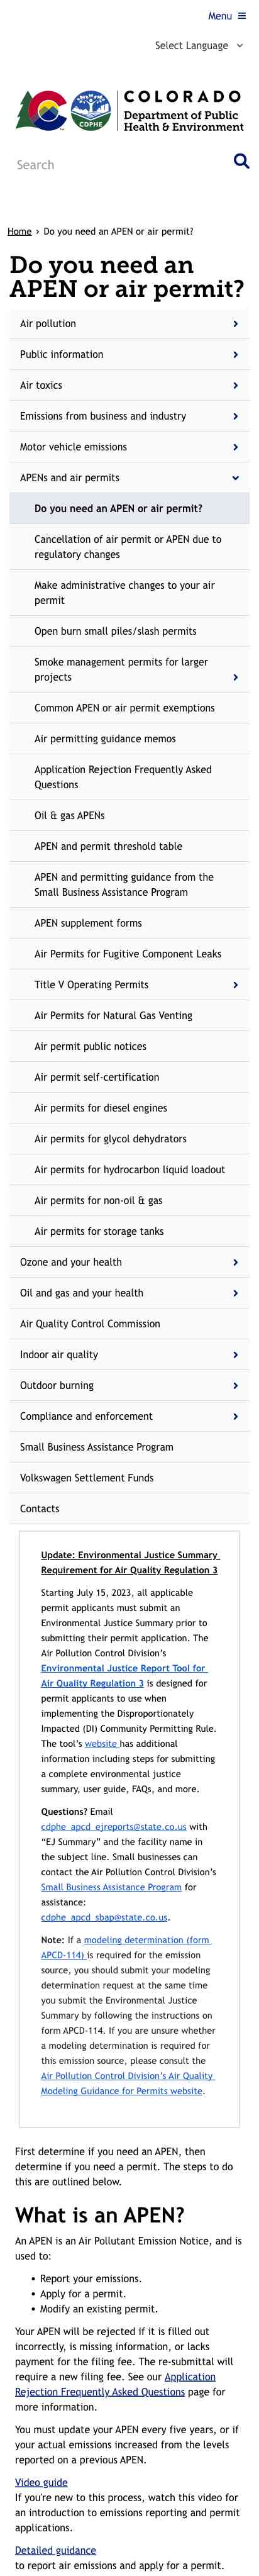 Menu
Select Language
CDPHE
COLORADO
Department of Public
Health & Environment
Search
Home › Do you need an APEN or air permit?
Do you need an
APEN or air permit?
Air pollution
Public information
Air toxics
Emissions from business and industry
Motor vehicle emissions
APENs and air permits
Do you need an APEN or air permit?
Cancellation of air permit or APEN due to
regulatory changes
Make administrative changes to your air
permit
Open burn small piles/slash permits
Smoke management permits for larger
projects
Common APEN or air permit exemptions
Air permitting guidance memos
Application Rejection Frequently Asked
Questions
Oil & gas APENs
APEN and permit threshold table
APEN and permitting guidance from the
Small Business Assistance Program
APEN supplement forms
Air Permits for Fugitive Component Leaks
Title V Operating Permits
Air Permits for Natural Gas Venting
Air permit public notices
Air permit self-certification
Air permits for diesel engines
Air permits for glycol dehydrators
Air permits for hydrocarbon liquid loadout
Air permits for non-oil & gas
Air permits for storage tanks
Ozone and your health
Oil and gas and your health
Air Quality Control Commission
Indoor air quality
Outdoor burning
Compliance and enforcement
Small Business Assistance Program
Volkswagen Settlement Funds
Contacts
Update: Environmental Justice Summary
Requirement for Air Quality Regulation 3
Starting July 15, 2023, all applicable
permit applicants must submit an
Environmental Justice Summary prior to
submitting their permit application. The
Air Pollution Control Division’s
Environmental Justice Report Tool for
Air Quality Regulation 3 is designed for
permit applicants to use when
implementing the Disproportionately
Impacted (DI) Community Permitting Rule.
The tool’s website has additional
information including steps for submitting
a complete environmental justice
summary, user guide, FAQs, and more.
Questions? Email
cdphe_apcd_ejreports@state.co.us with
“EJ Summary” and the facility name in
the subject line. Small businesses can
contact the Air Pollution Control Division’s
Small Business Assistance Program for
assistance:
cdphe_apcd_sbap@state.co.us.
Note: If a modeling determination (form
APCD-114) is required for the emission
source, you should submit your modeling
determination request at the same time
you submit the Environmental Justice
Summary by following the instructions on
form APCD-114. If you are unsure whether
a modeling determination is required for
this emission source, please consult the
Air Pollution Control Division’s Air Quality
Modeling Guidance for Permits website.
First determine if you need an APEN, then
determine if you need a permit. The steps to do
this are outlined below.
What is an APEN?
An APEN is an Air Pollutant Emission Notice, and is
used to:
• Report your emissions.
• Apply for a permit.
• Modify an existing permit.
Your APEN will be rejected if it is filled out
incorrectly, is missing information, or lacks
payment for the filing fee. The re-submittal will
require a new filing fee. See our Application
Rejection Frequently Asked Questions page for
more information.
You must update your APEN every five years, or if
your actual emissions increased from the levels
reported on a previous APEN.
Video guide
If you're new to this process, watch this video for
an introduction to emissions reporting and permit
applications.
Detailed guidance
to report air emissions and apply for a permit.